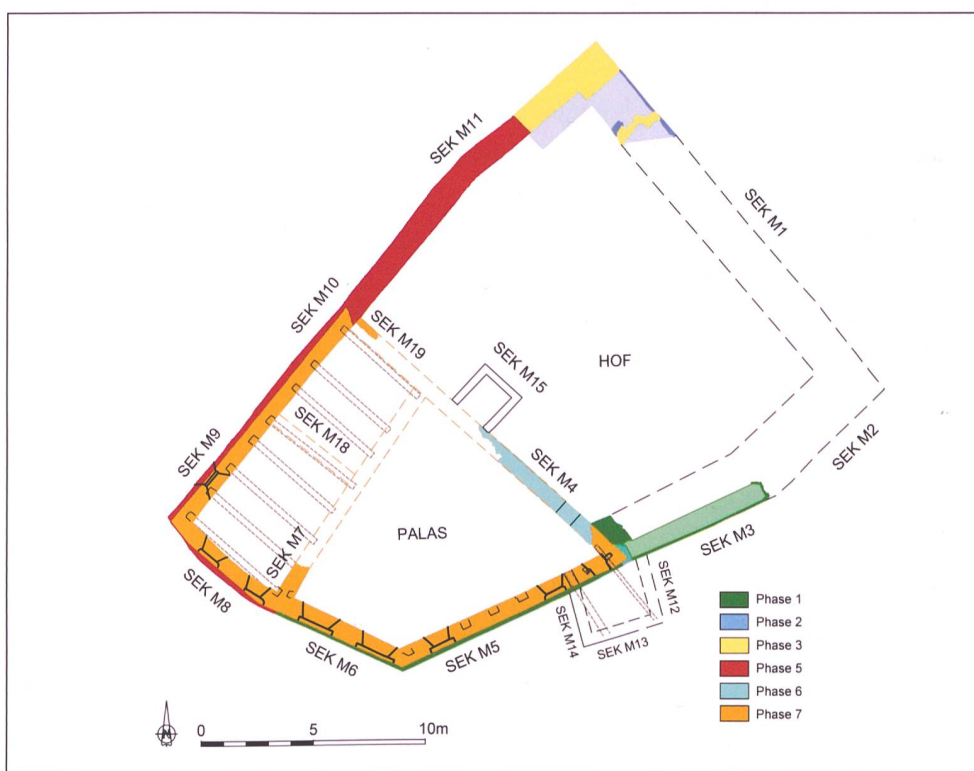 SEK M11
SEK M1
SEK M10
SEK M19
SEK M15
HOF
SEK M18
SEK M9
SEK M4
SEK M2
SEK M7
PALAS
SEK M3
SEK M8
SEK M12
SEK M14
SEK M13
SEK M6
SEK M5
Phase 1
Phase 2
Phase 3
Phase 5
Phase 6
Phase 7
N
0 5 10m